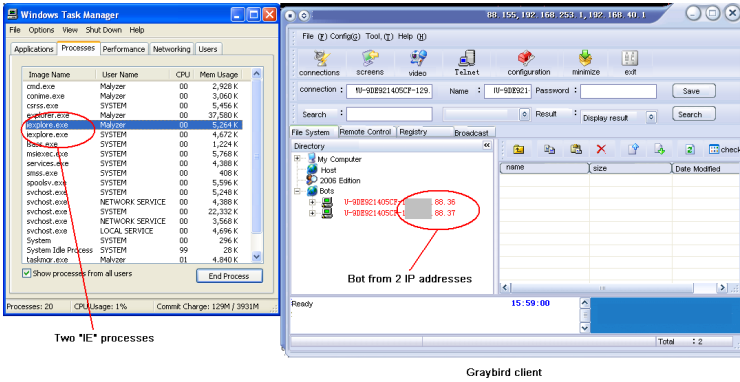 Windows Task Manager
File Options View Shut Down Help
Applications Processes Performance Networking Users
Image Name User Name CPU Mem Usage
cmd.exe Malyzer 00 2,928 K
conime.exe Malyzer 00 3,060 K
csrss.exe SYSTEM 00 5,456 K
explorer.exe Malyzer 00 37,580 K
iexplore.exe Malyzer 00 5,264 K
iexplore.exe SYSTEM 00 4,672 K
lsass.exe SYSTEM 00 1,224 K
msiexec.exe SYSTEM 00 5,768 K
services.exe SYSTEM 00 4,388 K
smss.exe SYSTEM 00 408 K
spoolsv.exe SYSTEM 00 5,596 K
svchost.exe SYSTEM 00 5,248 K
svchost.exe NETWORK SERVICE 00 4,388 K
svchost.exe SYSTEM 00 22,332 K
svchost.exe NETWORK SERVICE 00 3,568 K
svchost.exe LOCAL SERVICE 00 4,696 K
System SYSTEM 00 296 K
System Idle Process SYSTEM 99 28 K
taskmgr.exe Malyzer 01 4,840 K
Show processes from all users End Process
Processes: 20 CPU Usage: 1% Commit Charge: 129M / 3931M
Two "IE" processes
88.155,192.168.253.1,192.168.40.1
File (F) Config(G) Tool,(T) Help (H)
connections screens video Telnet configuration minimize exit
connection : W-9DE921405CF-129. Name : W-9DE921- Password : Save
Search : Result : Display result Search
File System Remote Control Registry Broadcast
Directory
My Computer
Host
2006 Edition
Bots
V-9DE921405CF-1 88.36
V-9DE921405CF-1 88.37
check
name size Date Modified
Bot from 2 IP addresses
Ready 15:59:00
Total : 2
Graybird client